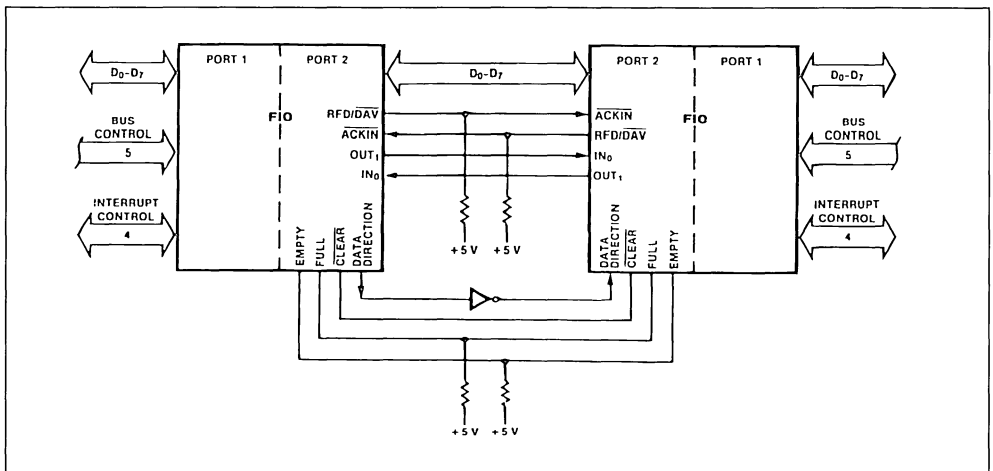 PORT 1
PORT 2
FIO
D0-D7
BUS
CONTROL
5
INTERRUPT
CONTROL
4
RFD/DAV
ACKIN
OUT1
IN0
EMPTY
FULL
CLEAR
DATA
DIRECTION
D0-D7
+5 V
+5 V
PORT 2
PORT 1
FIO
ACKIN
RFD/DAV
IN0
OUT1
DATA
DIRECTION
CLEAR
FULL
EMPTY
D0-D7
BUS
CONTROL
5
INTERRUPT
CONTROL
4
+5 V
+5 V